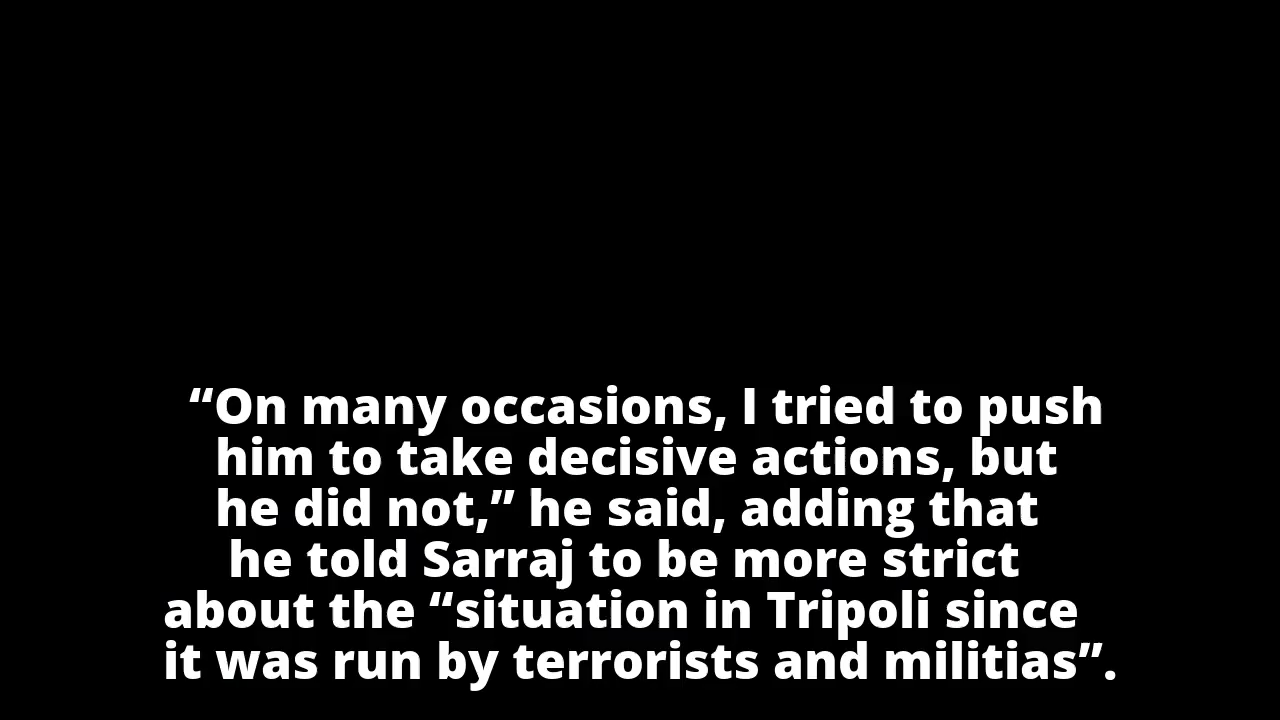 “On many occasions, I tried to push
him to take decisive actions, but
he did not,” he said, adding that
he told Sarraj to be more strict
about the “situation in Tripoli since
it was run by terrorists and militias”.